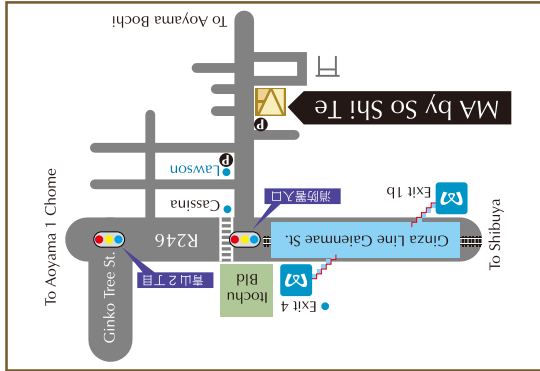 Exit 4
Itochu
Bld
青山2丁目
Ginko Tree St.
To Shibuya
Ginza Line Gaienmae St.
R246
To Aoyama 1 Chome
Exit 1b
消防署入口
Cassina
Lawson
P
P
MA by So Shi Te
To Aoyama Bochi